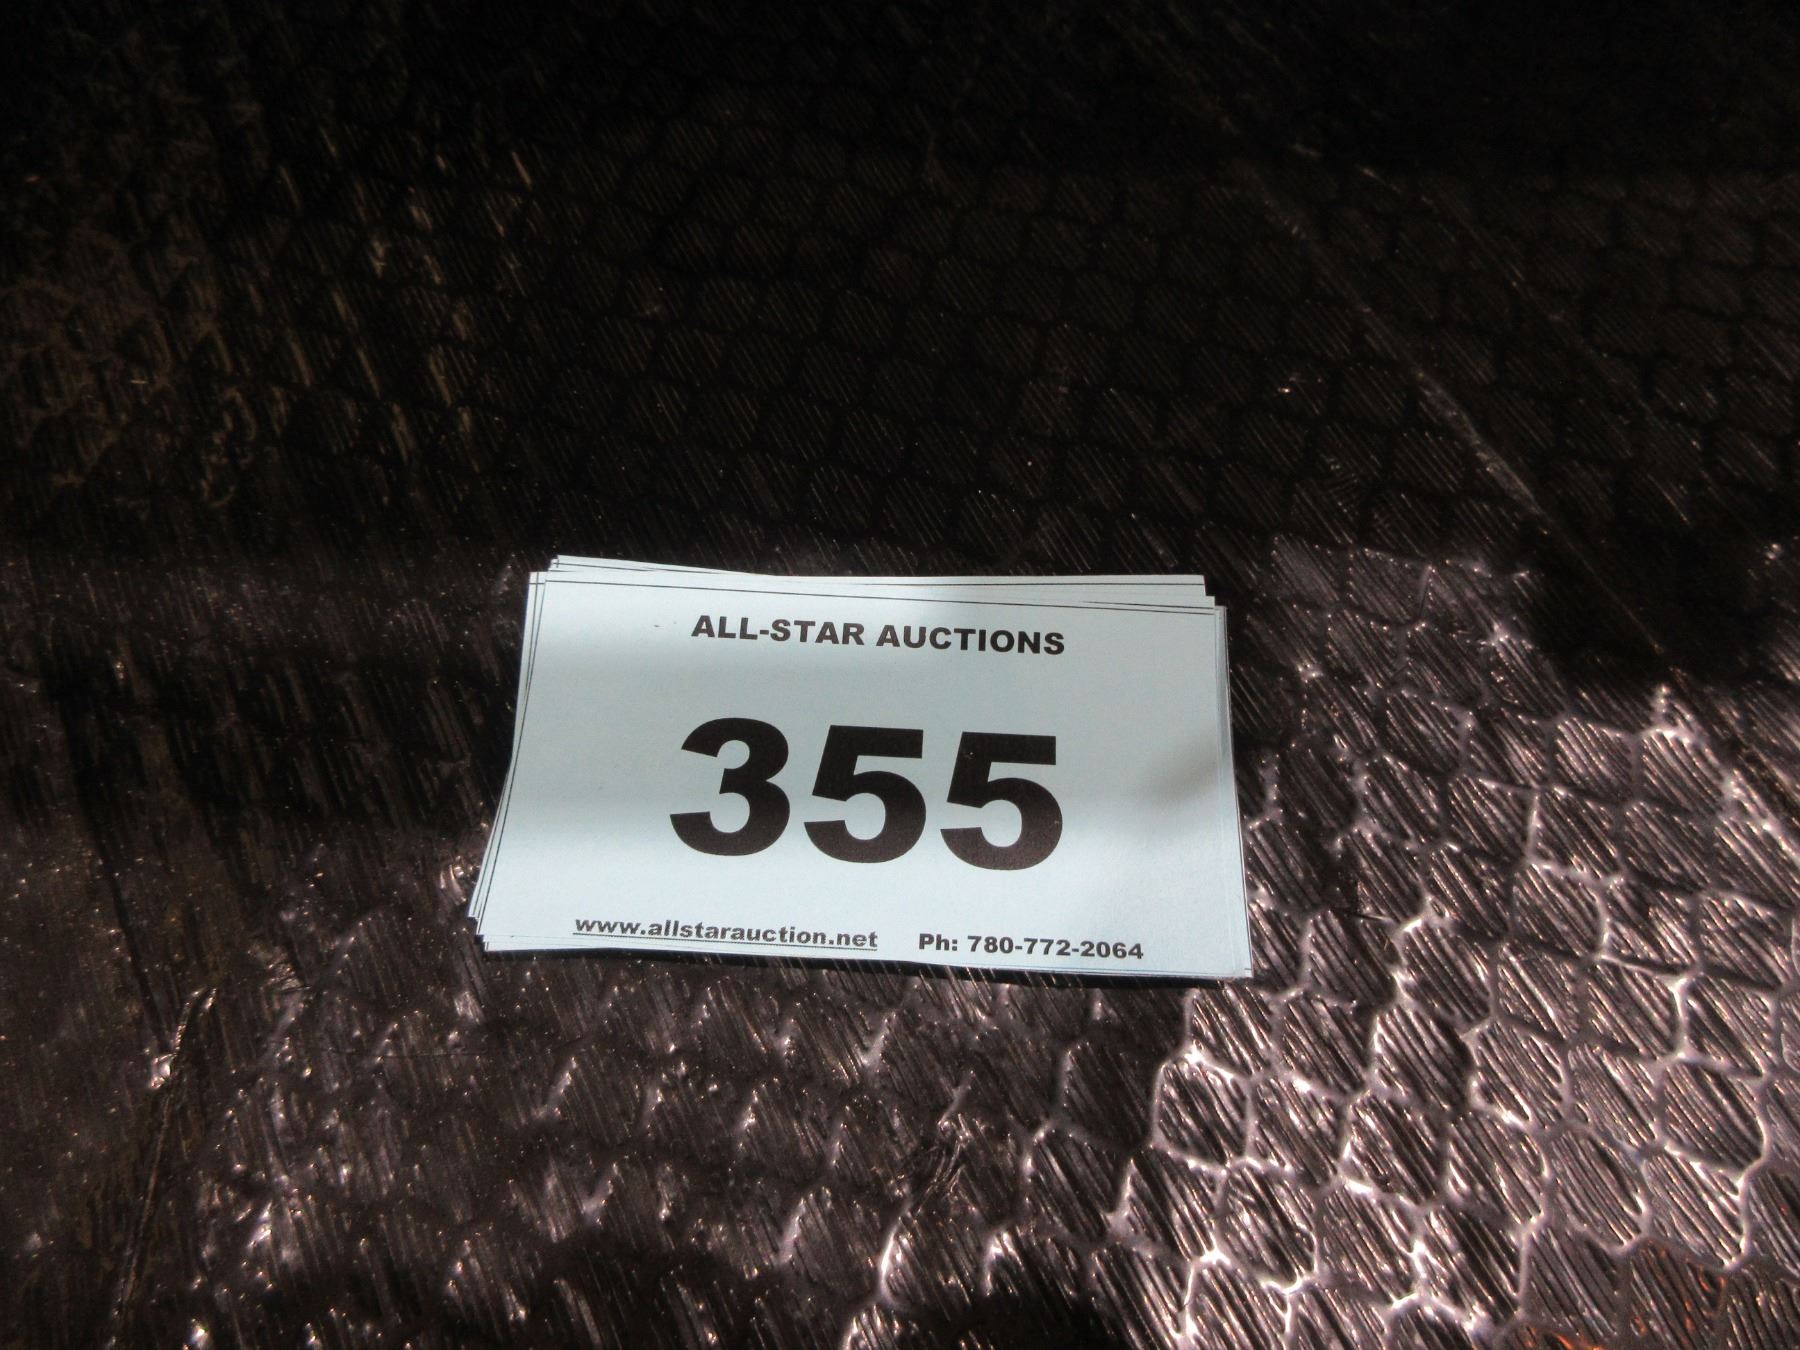 ALL-STAR AUCTIONS
355
www.allstarauction.net Ph: 780-772-2064